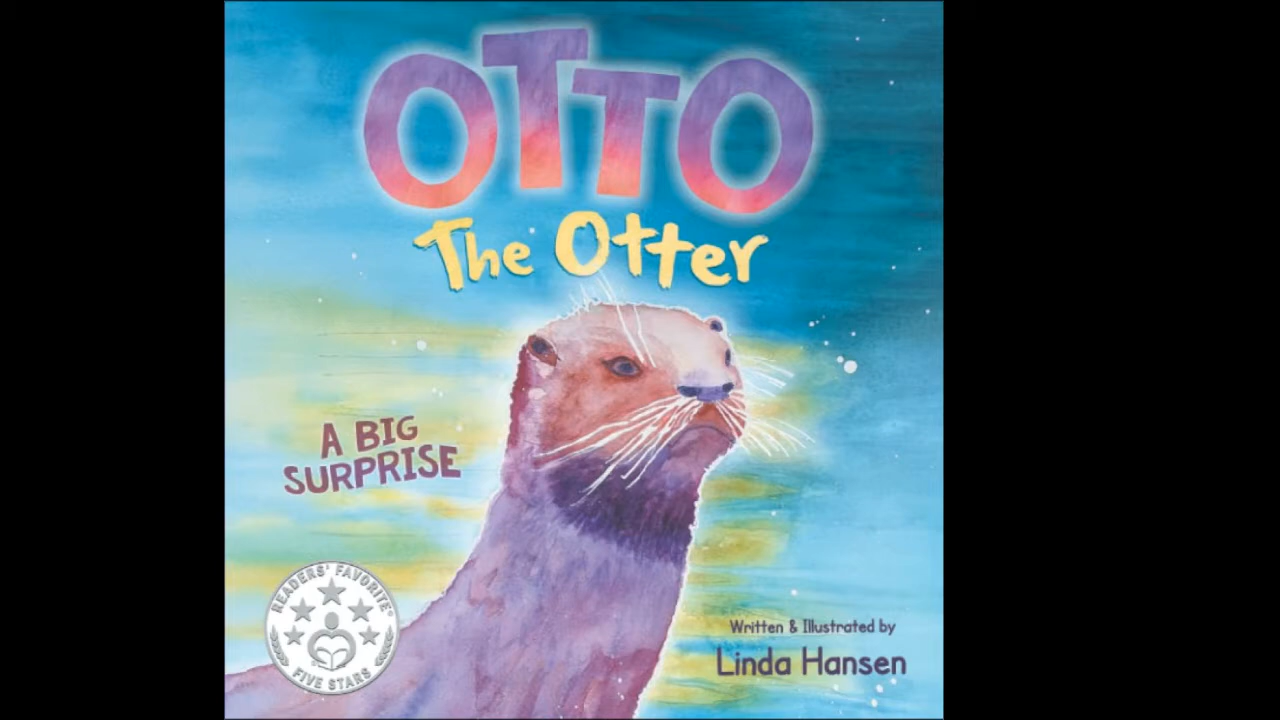 OTTO
The Otter
A BIG
SURPRISE
READERS' FAVORITE®
FIVE STARS
Written & Illustrated by
Linda Hansen